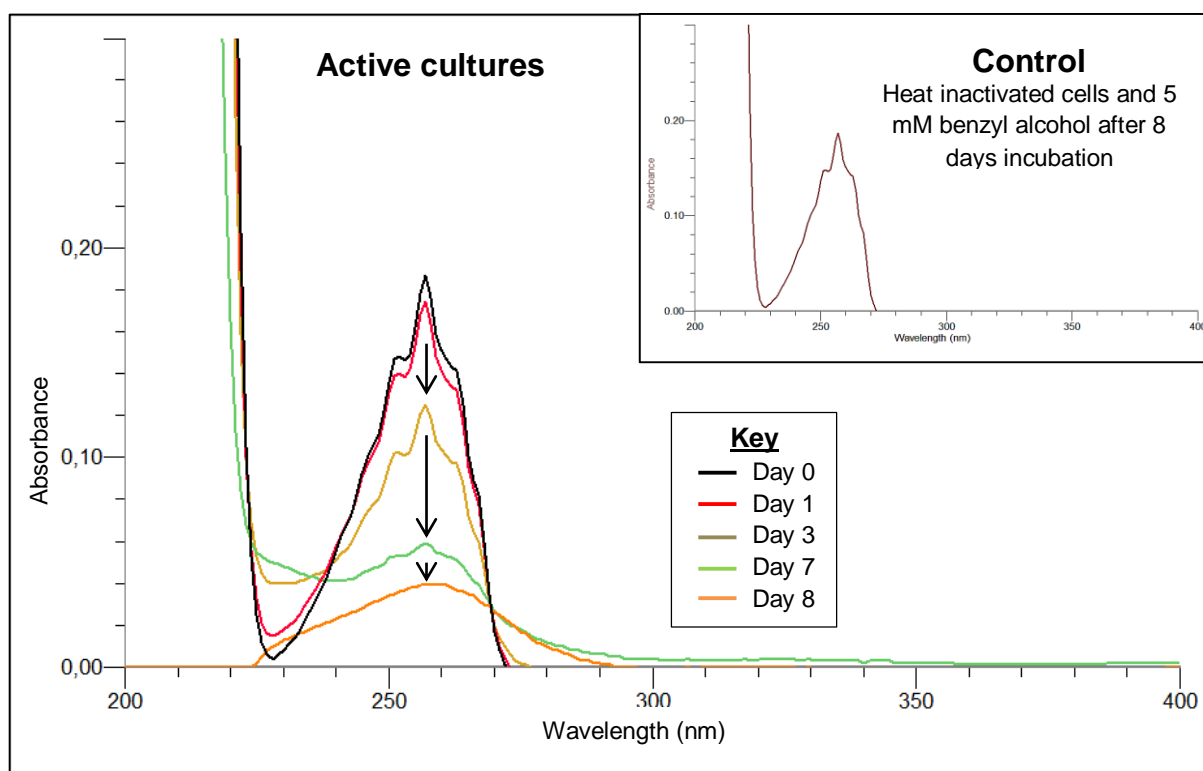 Active cultures
0,20
0,10
0,00
Absorbance
200
250
300
350
400
Wavelength (nm)
Control
Heat inactivated cells and 5
mM benzyl alcohol after 8
days incubation
0.20
0.10
0.00
Absorbance
200
250
300
350
400
Wavelength (nm)
Key
Day 0
Day 1
Day 3
Day 7
Day 8